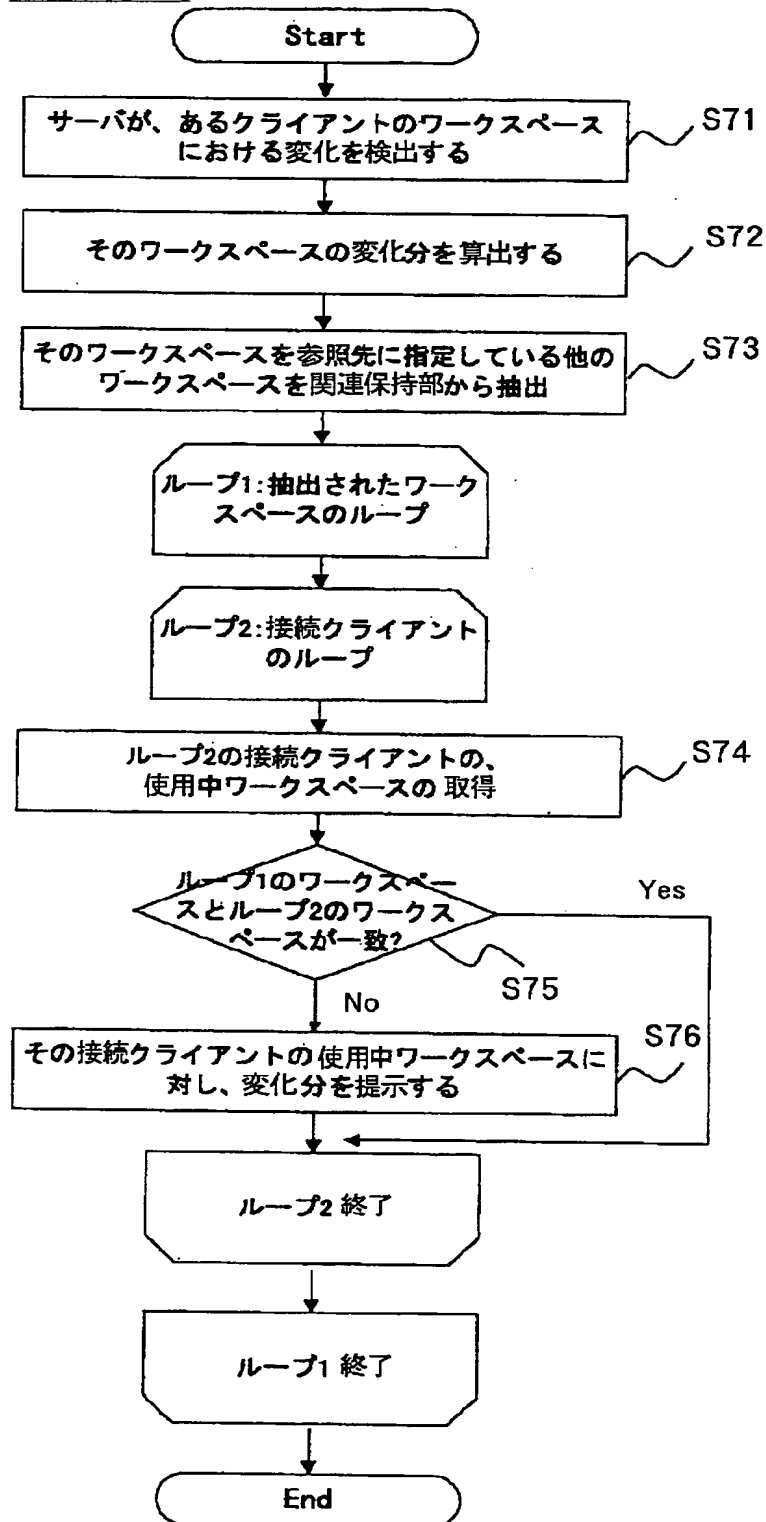 Start
サーバが、あるクライアントのワークスペース
における変化を検出する
S71
そのワークスペースの変化分を算出する
S72
そのワークスペースを参照先に指定している他の
ワークスペースを関連保持部から抽出
S73
ループ1:抽出されたワーク
スペースのループ
ループ2:接続クライアント
のループ
ループ2の接続クライアントの、
使用中ワークスペースの 取得
S74
ループ1のワークスペー
スとループ2のワークス
ペースが一致?
Yes
S75
No
その接続クライアントの使用中ワークスペースに
対し、変化分を提示する
S76
ループ2 終了
ループ1 終了
End